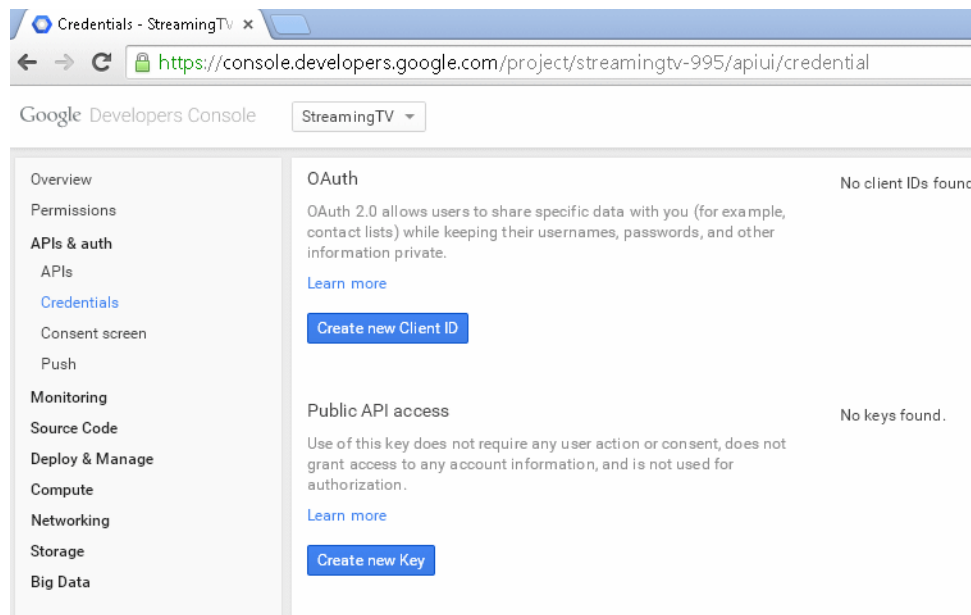 Credentials - StreamingTV
https://console.developers.google.com/project/streamingtv-995/apiui/credential
Google Developers Console
StreamingTV
Overview
Permissions
APIs & auth
APIs
Credentials
Consent screen
Push
Monitoring
Source Code
Deploy & Manage
Compute
Networking
Storage
Big Data
OAuth
OAuth 2.0 allows users to share specific data with you (for example,
contact lists) while keeping their usernames, passwords, and other
information private.
Learn more
Create new Client ID
No client IDs found
Public API access
Use of this key does not require any user action or consent, does not
grant access to any account information, and is not used for
authorization.
Learn more
Create new Key
No keys found.